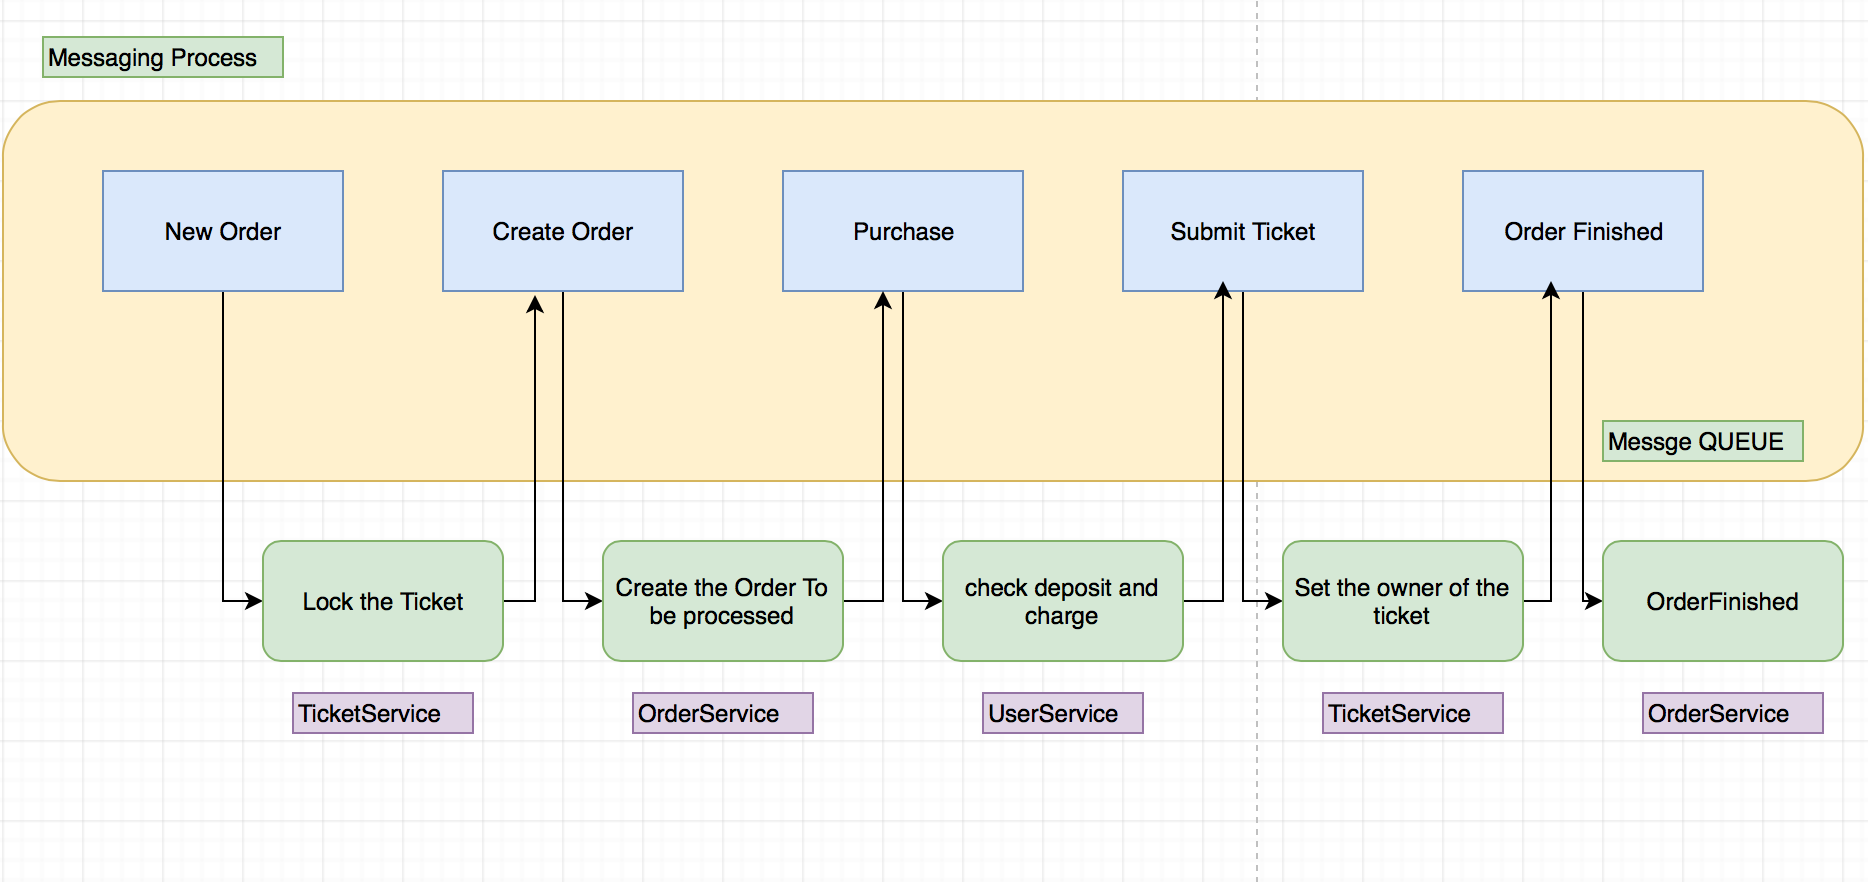 Messaging Process
New Order
Create Order
Purchase
Submit Ticket
Order Finished
Messge QUEUE
Lock the Ticket
Create the Order To
be processed
check deposit and
charge
Set the owner of the
ticket
OrderFinished
TicketService
OrderService
UserService
TicketService
OrderService